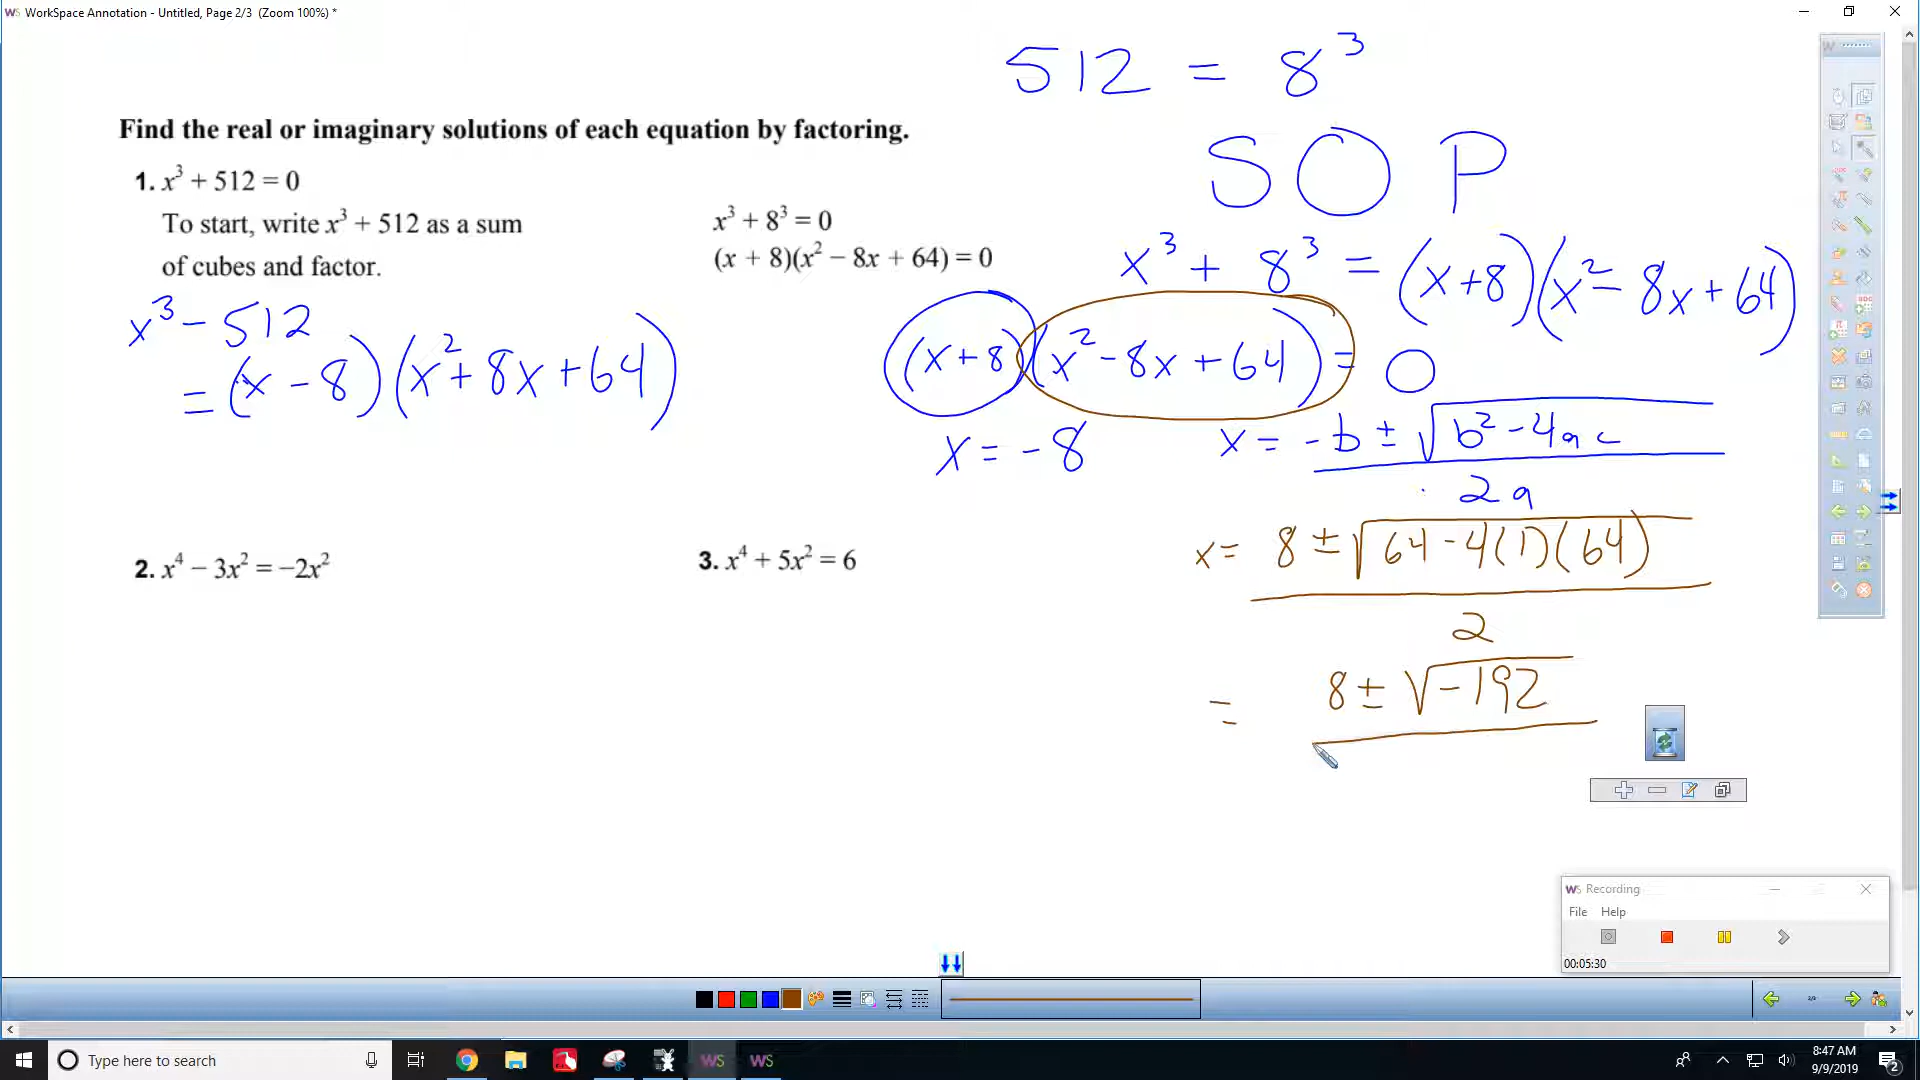 WS WorkSpace Annotation - Untitled, Page 2/3 (Zoom 100%) *
512 = 8³
Find the real or imaginary solutions of each equation by factoring.
S O P
1. x³ + 512 = 0
To start, write x³ + 512 as a sum
of cubes and factor.
x³ + 8³ = 0
(x + 8)(x² − 8x + 64) = 0
x³ + 8³ = (x+8)(x² − 8x + 64)
x³ − 512
= (x − 8)(x² + 8x + 64)
(x+8)(x² − 8x + 64) = 0
x = -8
x = -b ± √b² − 4ac
2a
x = 8 ± √64 − 4(1)(64)
2
= 8 ± √-192
2. x⁴ − 3x² = −2x²
3. x⁴ + 5x² = 6
WS Recording
File Help
00:05:30
Type here to search
WS WS
8:47 AM
9/9/2019
2